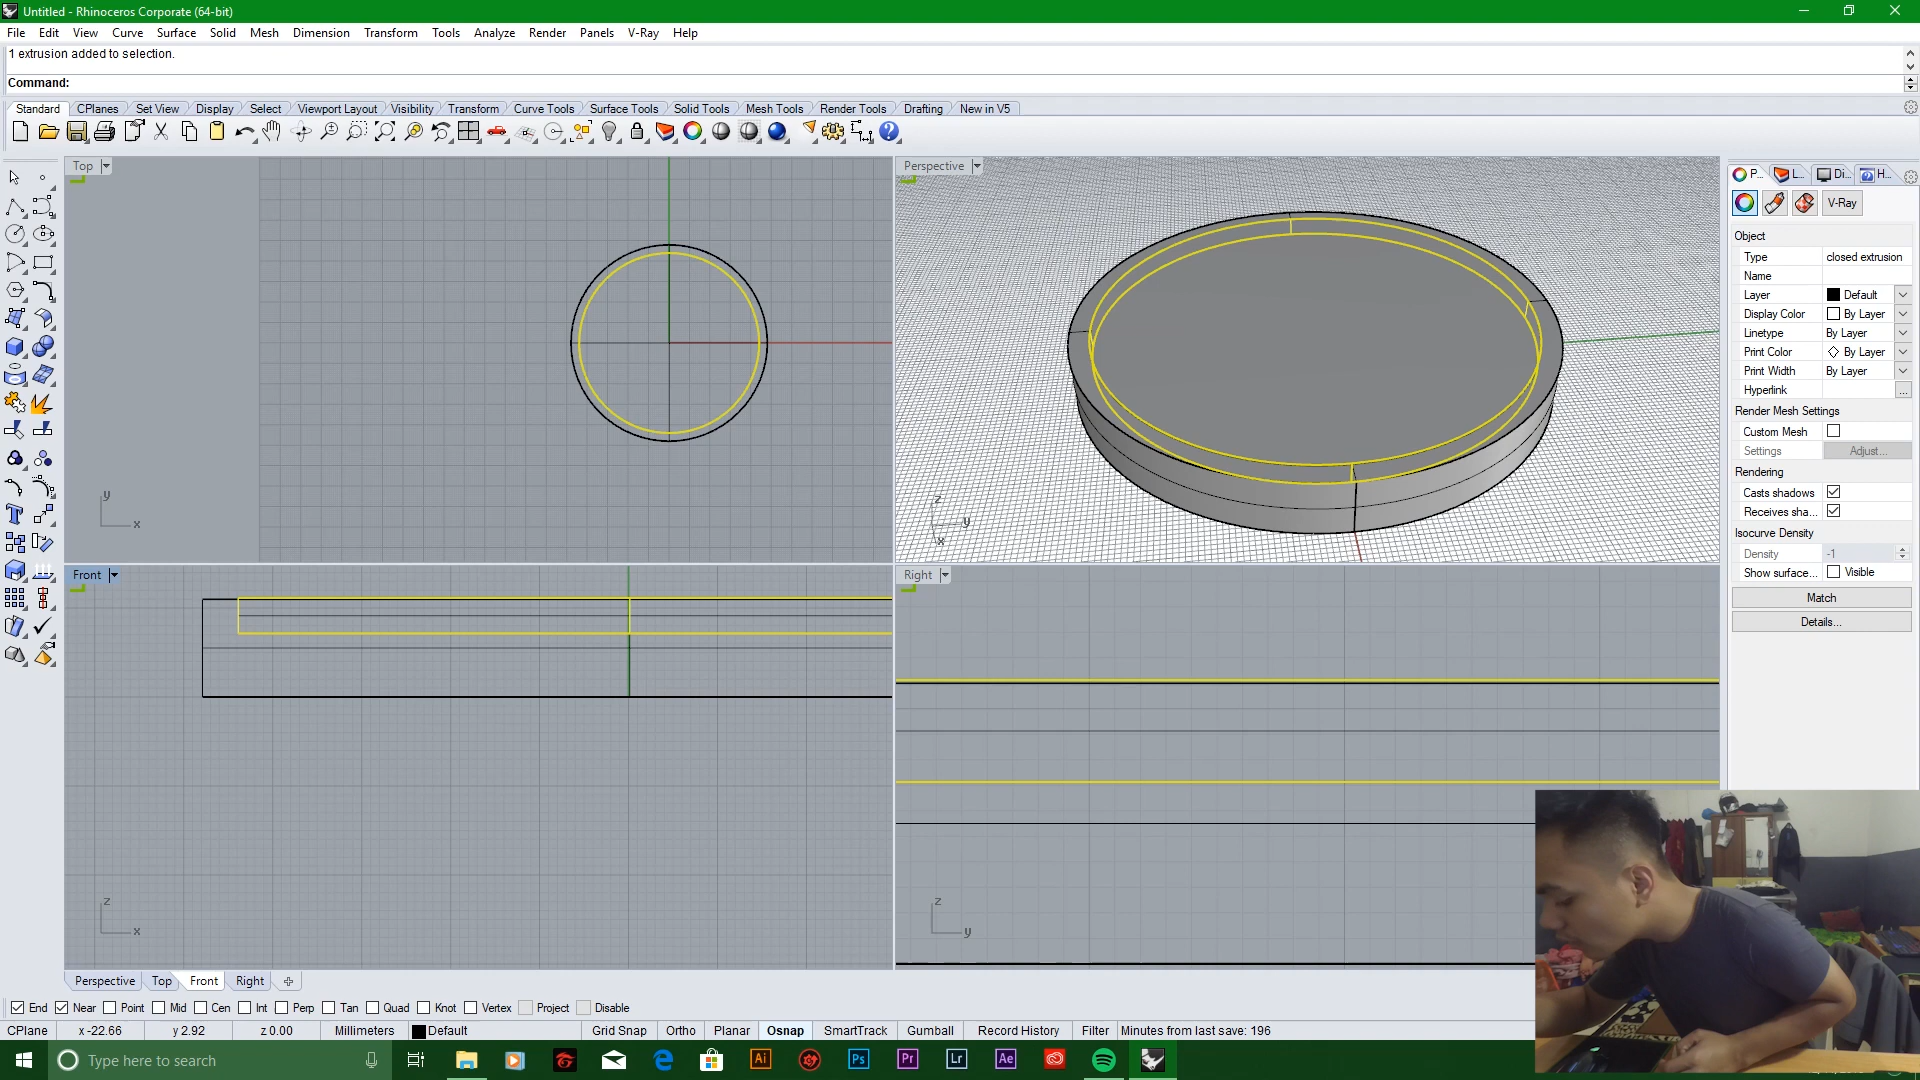 Untitled - Rhinoceros Corporate (64-bit)
File Edit View Curve Surface Solid Mesh Dimension Transform Tools Analyze Render Panels V-Ray Help
1 extrusion added to selection.
Command:
Standard CPlanes Set View Display Select Viewport Layout Visibility Transform Curve Tools Surface Tools Solid Tools Mesh Tools Render Tools Drafting New in V5
Top
Perspective
P... L... Di... H...
V-Ray
Object
Type closed extrusion
Name
Layer Default
Display Color By Layer
Linetype By Layer
Print Color By Layer
Print Width By Layer
Hyperlink ...
Render Mesh Settings
Custom Mesh
Settings Adjust...
Rendering
Casts shadows
Receives sha...
Isocurve Density
Density -1
Show surface... Visible
Match
Details...
y
x
z
y
x
Front
Right
z
x
z
y
Perspective Top Front Right
End Near Point Mid Cen Int Perp Tan Quad Knot Vertex Project Disable
CPlane x -22.66 y 2.92 z 0.00 Millimeters Default Grid Snap Ortho Planar Osnap SmartTrack Gumball Record History Filter Minutes from last save: 196
Type here to search
Ai Ps Pr Lr Ae